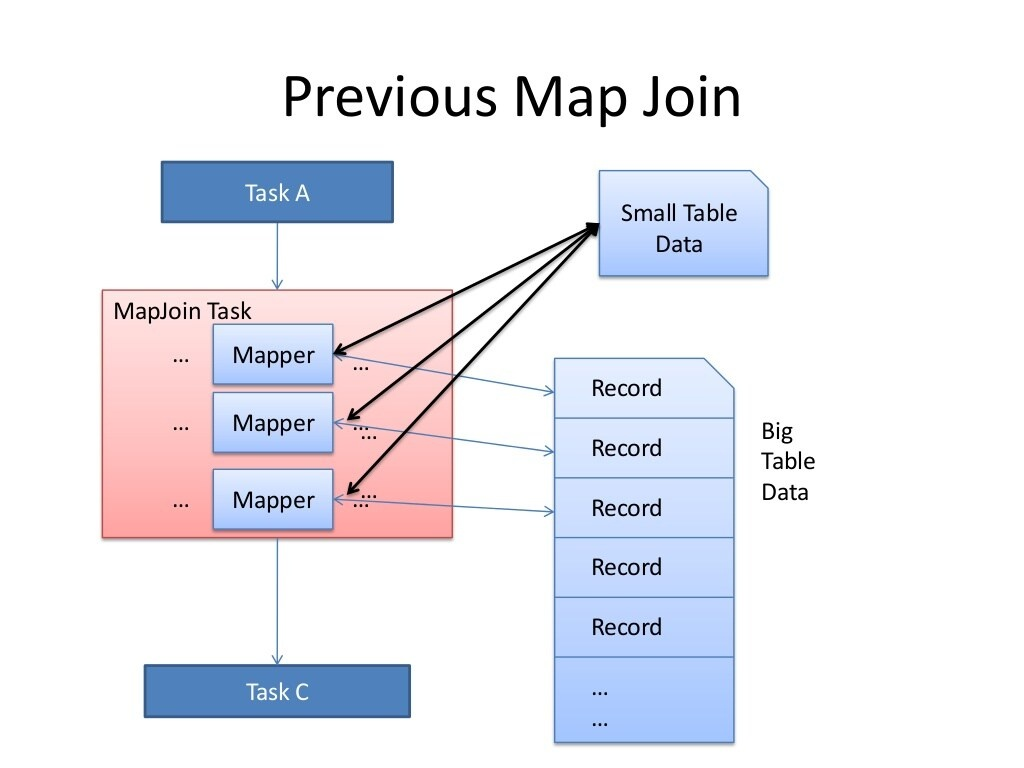 Previous Map Join
Task A
Small Table
Data
MapJoin Task
… Mapper …
… Mapper …
…
… Mapper …
…
Record
Record
Record
Record
Record
…
…
Big
Table
Data
Task C